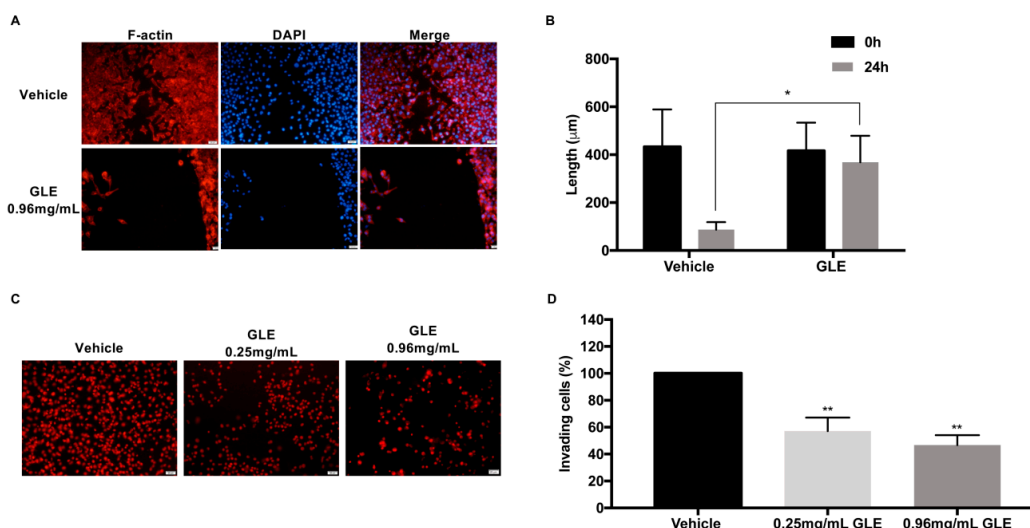 A
F-actin
DAPI
Merge
Vehicle
GLE
0.96mg/mL
B
0h
24h
800
600
400
200
0
Length (μm)
*
Vehicle
GLE
C
Vehicle
GLE
0.25mg/mL
GLE
0.96mg/mL
D
140
120
100
80
60
40
20
0
Invading cells (%)
**
**
Vehicle
0.25mg/mL GLE
0.96mg/mL GLE